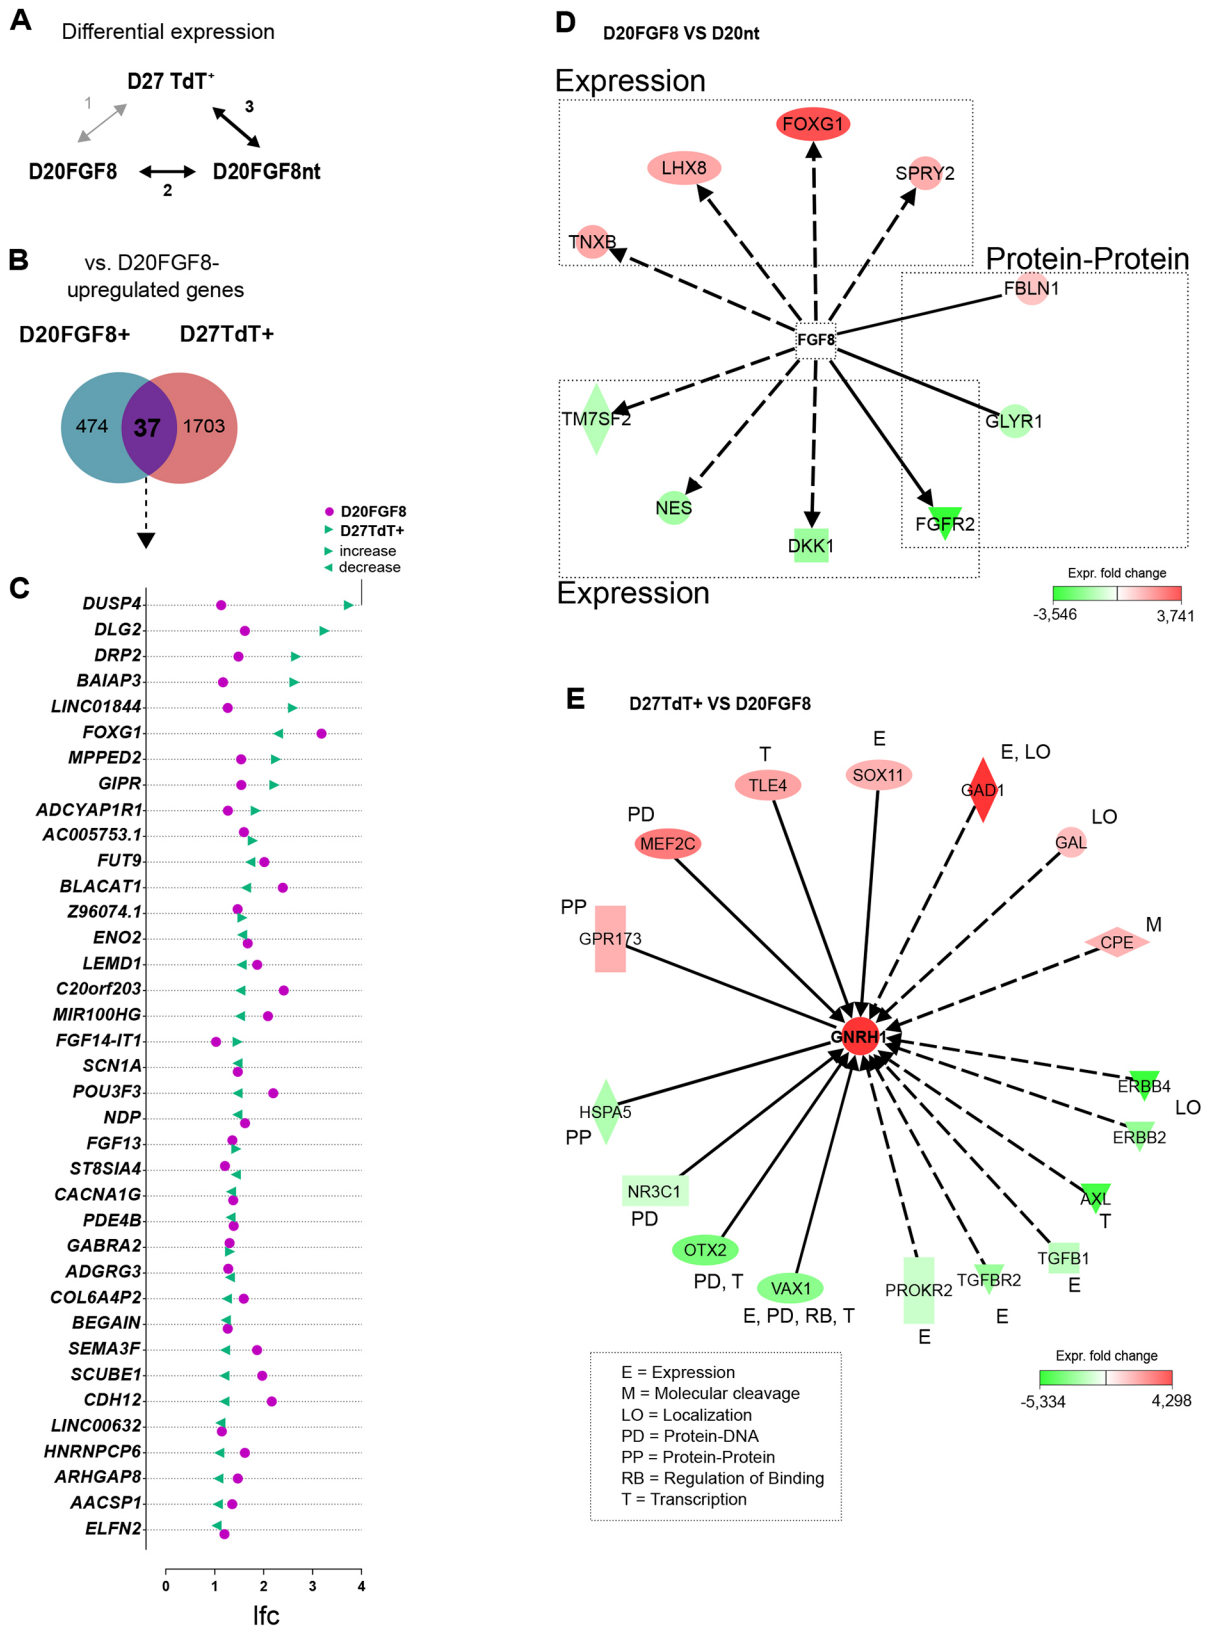 A
Differential expression
D27 TdT+
1
3
D20FGF8
D20FGF8nt
2
B
vs. D20FGF8-
upregulated genes
D20FGF8+
D27TdT+
474
37
1703
D20FGF8
D27TdT+
increase
decrease
C
DUSP4
DLG2
DRP2
BAIAP3
LINC01844
FOXG1
MPPED2
GIPR
ADCYAP1R1
AC005753.1
FUT9
BLACAT1
Z96074.1
ENO2
LEMD1
C20orf203
MIR100HG
FGF14-IT1
SCN1A
POU3F3
NDP
FGF13
ST8SIA4
CACNA1G
PDE4B
GABRA2
ADGRG3
COL6A4P2
BEGAIN
SEMA3F
SCUBE1
CDH12
LINC00632
HNRNPCP6
ARHGAP8
AACSP1
ELFN2
0 1 2 3 4
lfc
D
D20FGF8 VS D20nt
Expression
FOXG1
LHX8
SPRY2
TNXB
Protein-Protein
FBLN1
FGF8
TM7SF2
GLYR1
NES
FGFR2
DKK1
Expression
Expr. fold change
-3,546
3,741
E
D27TdT+ VS D20FGF8
T
E
E, LO
TLE4
SOX11
GAD1
PD
LO
MEF2C
GAL
PP
M
GPR173
CPE
GNRH1
ERBB4
HSPA5
LO
PP
ERBB2
NR3C1
AXL
PD
T
OTX2
TGFB1
PD, T
TGFBR2
E
VAX1
PROKR2
E, PD, RB, T
E
E
E = Expression
M = Molecular cleavage
LO = Localization
PD = Protein-DNA
PP = Protein-Protein
RB = Regulation of Binding
T = Transcription
Expr. fold change
-5,334
4,298